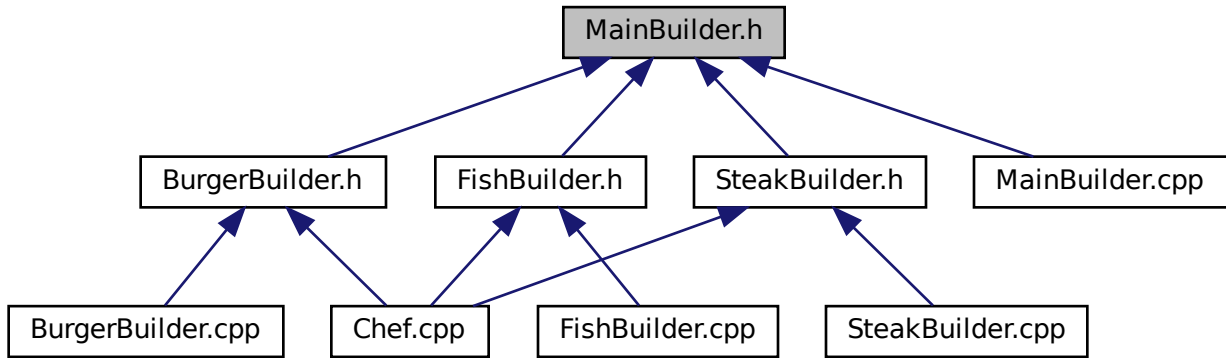 MainBuilder.h
BurgerBuilder.h
FishBuilder.h
SteakBuilder.h
MainBuilder.cpp
BurgerBuilder.cpp
Chef.cpp
FishBuilder.cpp
SteakBuilder.cpp